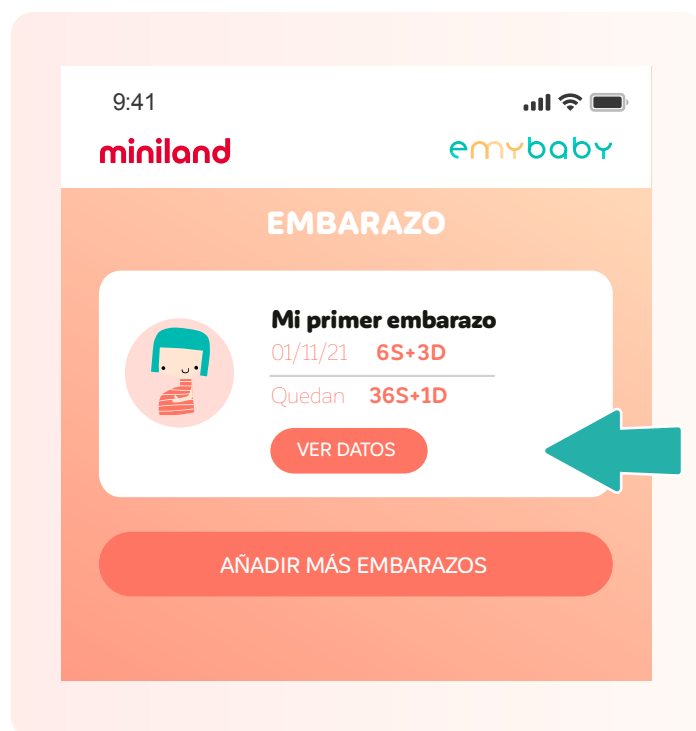 9:41
miniland emybaby
EMBARAZO
Mi primer embarazo
01/11/21 6S+3D
Quedan 36S+1D
VER DATOS
AÑADIR MÁS EMBARAZOS